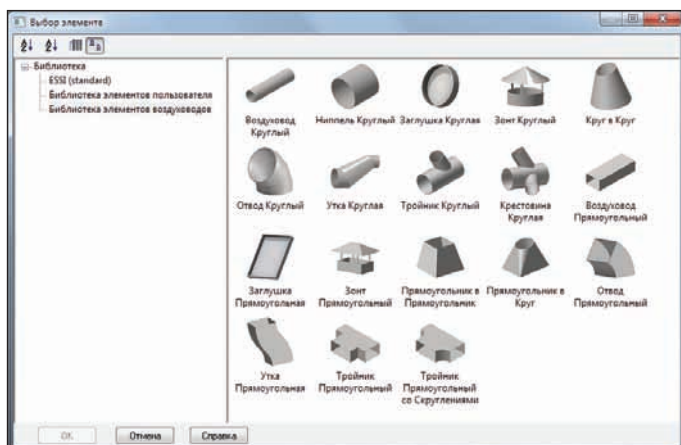 Выбор элемента
Библиотека
ESSI (standard)
Библиотека элементов пользователя
Библиотека элементов воздуховодов
Воздуховод
Круглый
Ниппель Круглый
Заглушка Круглая
Зонт Круглый
Круг в Круг
Отвод Круглый
Утка Круглая
Тройник Круглый
Крестовина
Круглая
Воздуховод
Прямоугольный
Заглушка
Прямоугольная
Зонт
Прямоугольный
Прямоугольник в
Прямоугольник
Прямоугольник в
Круг
Отвод
Прямоугольный
Утка
Прямоугольная
Тройник
Прямоугольный
Тройник
Прямоугольный
со Скруглениями
OK
Отмена
Справка